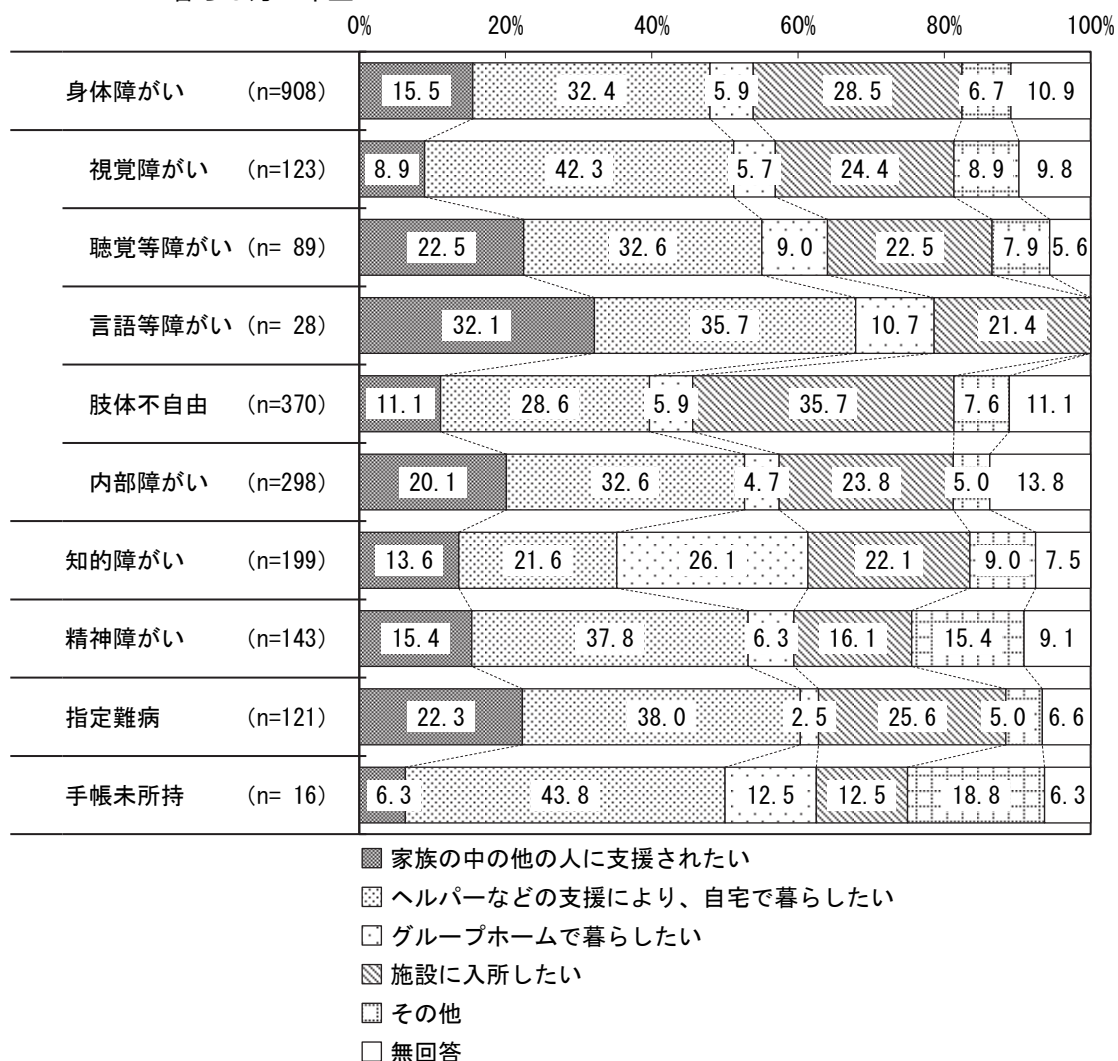 0% 20% 40% 60% 80% 100%
身体障がい (n=908) 15.5 32.4 5.9 28.5 6.7 10.9
視覚障がい (n=123) 8.9 42.3 5.7 24.4 8.9 9.8
聴覚等障がい (n= 89) 22.5 32.6 9.0 22.5 7.9 5.6
言語等障がい (n= 28) 32.1 35.7 10.7 21.4
肢体不自由 (n=370) 11.1 28.6 5.9 35.7 7.6 11.1
内部障がい (n=298) 20.1 32.6 4.7 23.8 5.0 13.8
知的障がい (n=199) 13.6 21.6 26.1 22.1 9.0 7.5
精神障がい (n=143) 15.4 37.8 6.3 16.1 15.4 9.1
指定難病 (n=121) 22.3 38.0 2.5 25.6 5.0 6.6
手帳未所持 (n= 16) 6.3 43.8 12.5 12.5 18.8 6.3
家族の中の他の人に支援されたい
ヘルパーなどの支援により、自宅で暮らしたい
グループホームで暮らしたい
施設に入所したい
その他
無回答